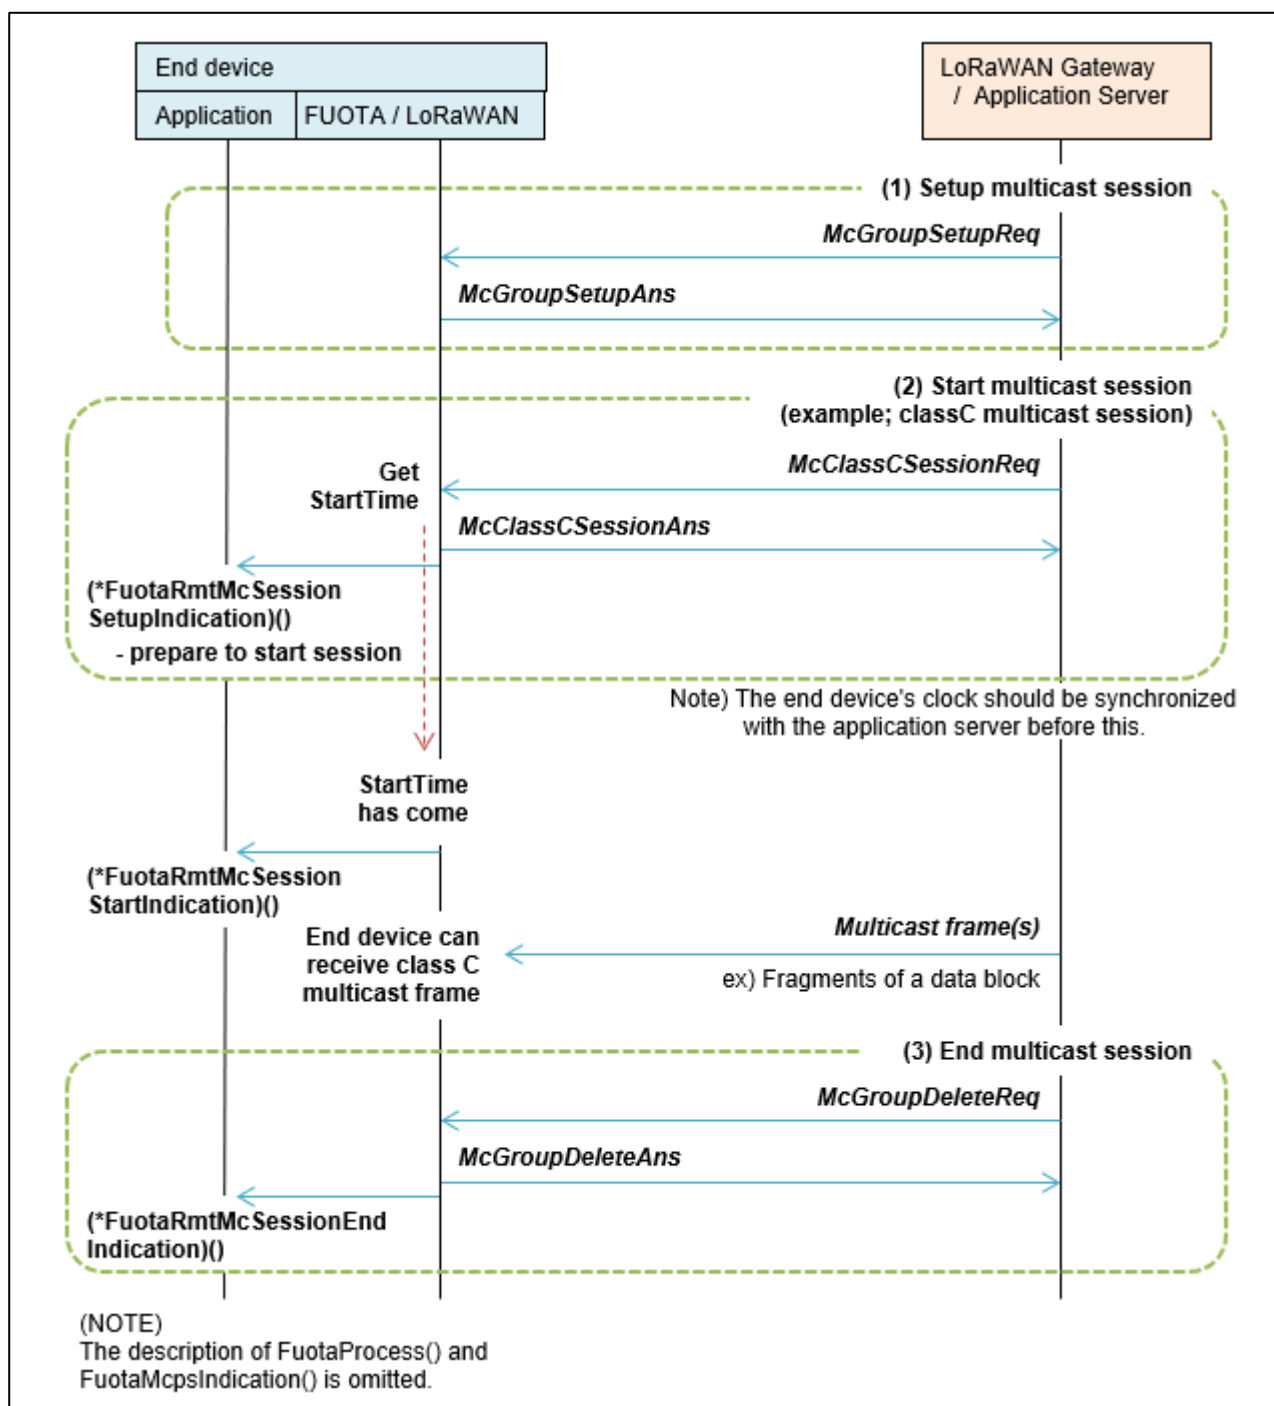 End device
LoRaWAN Gateway
/ Application Server
Application
FUOTA / LoRaWAN
(1) Setup multicast session
McGroupSetupReq
McGroupSetupAns
(2) Start multicast session
(example; classC multicast session)
McClassCSessionReq
Get
StartTime
McClassCSessionAns
(*FuotaRmtMcSession
SetupIndication)()
- prepare to start session
Note) The end device's clock should be synchronized
with the application server before this.
StartTime
has come
(*FuotaRmtMcSession
StartIndication)()
Multicast frame(s)
End device can
receive class C
multicast frame
ex) Fragments of a data block
(3) End multicast session
McGroupDeleteReq
McGroupDeleteAns
(*FuotaRmtMcSessionEnd
Indication)()
(NOTE)
The description of FuotaProcess() and
FuotaMcpsIndication() is omitted.